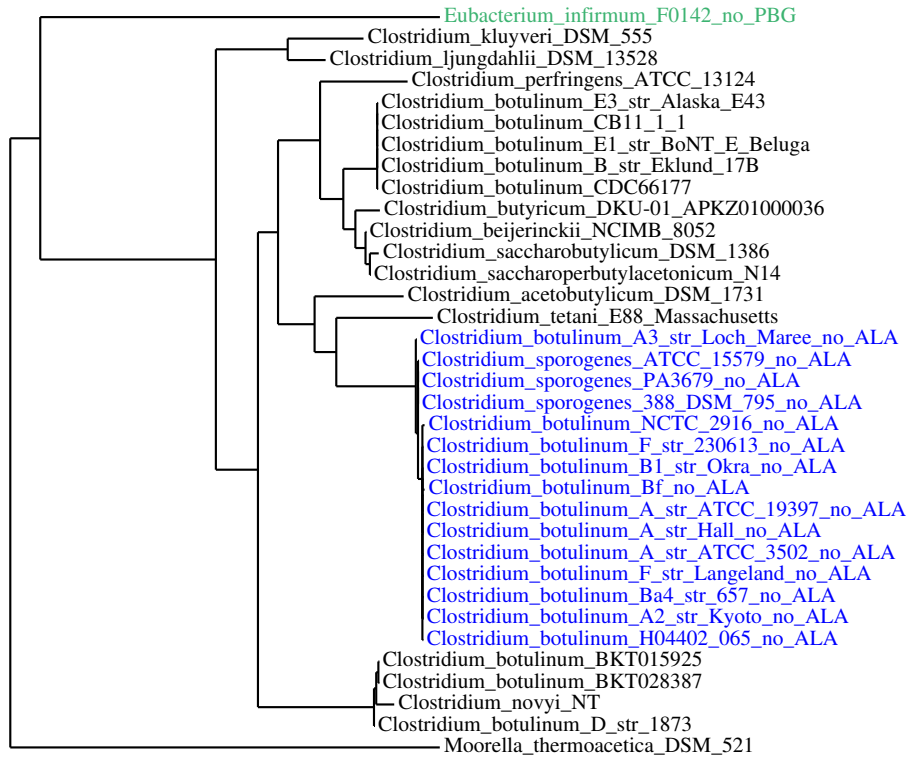 Eubacterium_infirmum_F0142_no_PBG
Clostridium_kluyveri_DSM_555
Clostridium_ljungdahlii_DSM_13528
Clostridium_perfringens_ATCC_13124
Clostridium_botulinum_E3_str_Alaska_E43
Clostridium_botulinum_CB11_1_1
Clostridium_botulinum_E1_str_BoNT_E_Beluga
Clostridium_botulinum_B_str_Eklund_17B
Clostridium_botulinum_CDC66177
Clostridium_butyricum_DKU-01_APKZ01000036
Clostridium_beijerinckii_NCIMB_8052
Clostridium_saccharobutylicum_DSM_1386
Clostridium_saccharoperbutylacetonicum_N14
Clostridium_acetobutylicum_DSM_1731
Clostridium_tetani_E88_Massachusetts
Clostridium_botulinum_A3_str_Loch_Maree_no_ALA
Clostridium_sporogenes_ATCC_15579_no_ALA
Clostridium_sporogenes_PA3679_no_ALA
Clostridium_sporogenes_388_DSM_795_no_ALA
Clostridium_botulinum_NCTC_2916_no_ALA
Clostridium_botulinum_F_str_230613_no_ALA
Clostridium_botulinum_B1_str_Okra_no_ALA
Clostridium_botulinum_Bf_no_ALA
Clostridium_botulinum_A_str_ATCC_19397_no_ALA
Clostridium_botulinum_A_str_Hall_no_ALA
Clostridium_botulinum_A_str_ATCC_3502_no_ALA
Clostridium_botulinum_F_str_Langeland_no_ALA
Clostridium_botulinum_Ba4_str_657_no_ALA
Clostridium_botulinum_A2_str_Kyoto_no_ALA
Clostridium_botulinum_H04402_065_no_ALA
Clostridium_botulinum_BKT015925
Clostridium_botulinum_BKT028387
Clostridium_novyi_NT
Clostridium_botulinum_D_str_1873
Moorella_thermoacetica_DSM_521